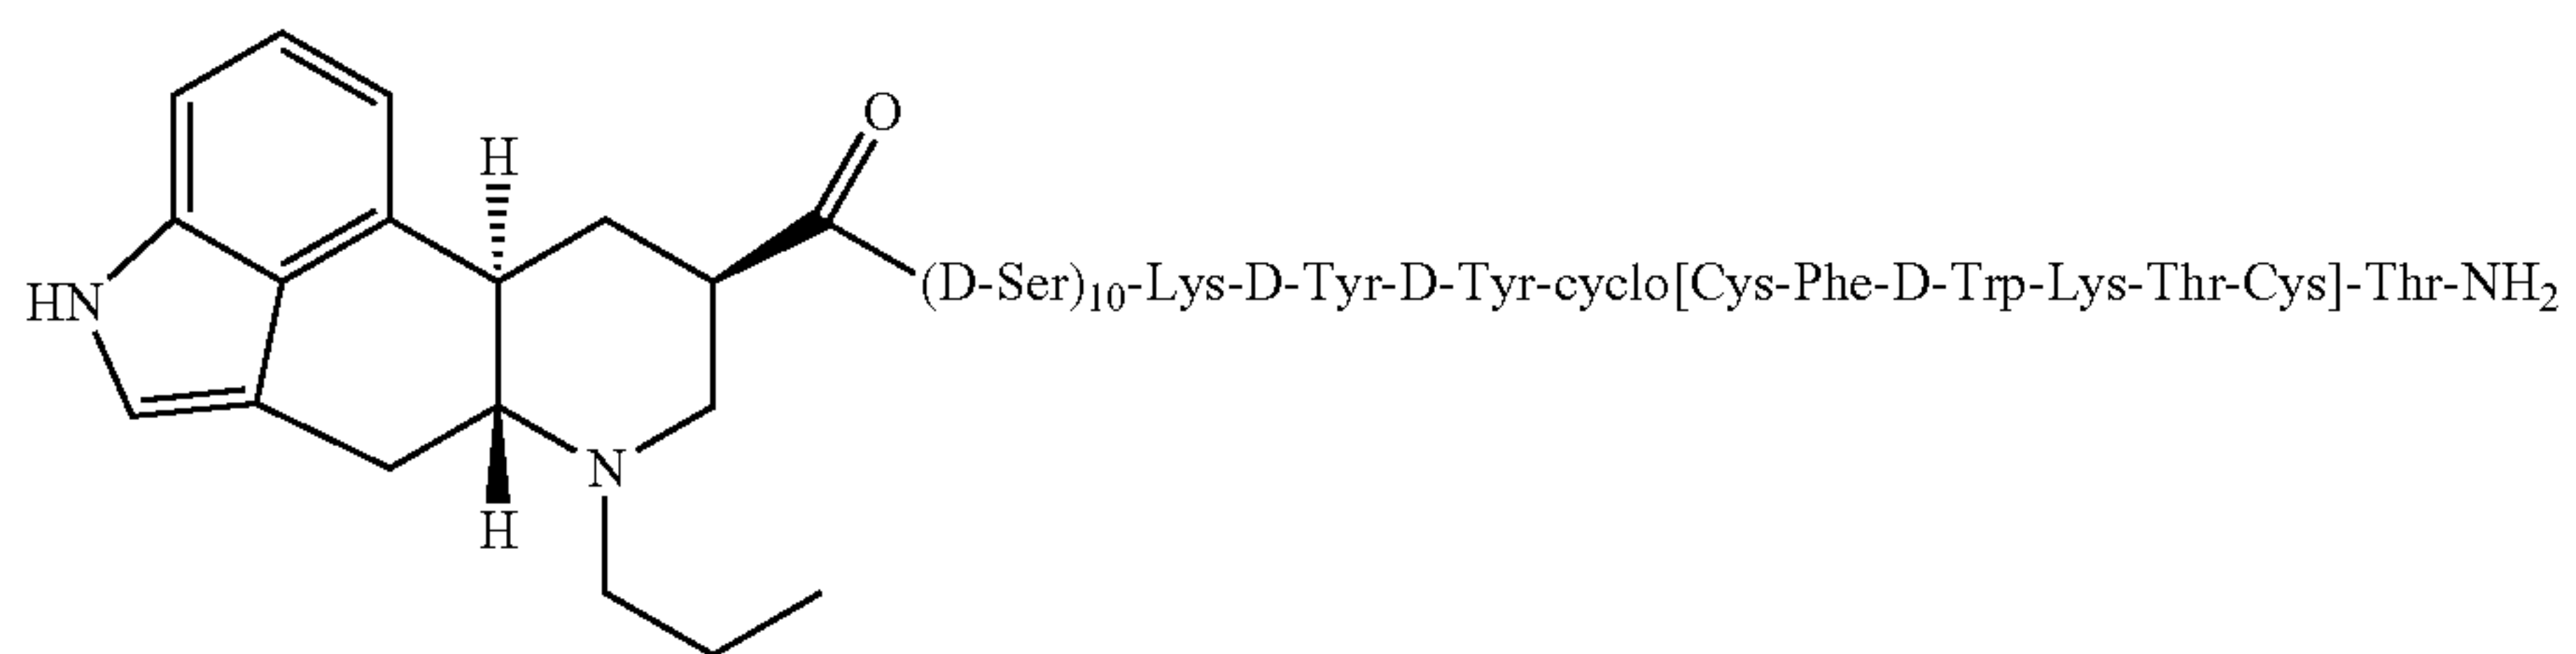 O
H
(D-Ser)10-Lys-D-Tyr-D-Tyr-cyclo[Cys-Phe-D-Trp-Lys-Thr-Cys]-Thr-NH2
HN
N
H